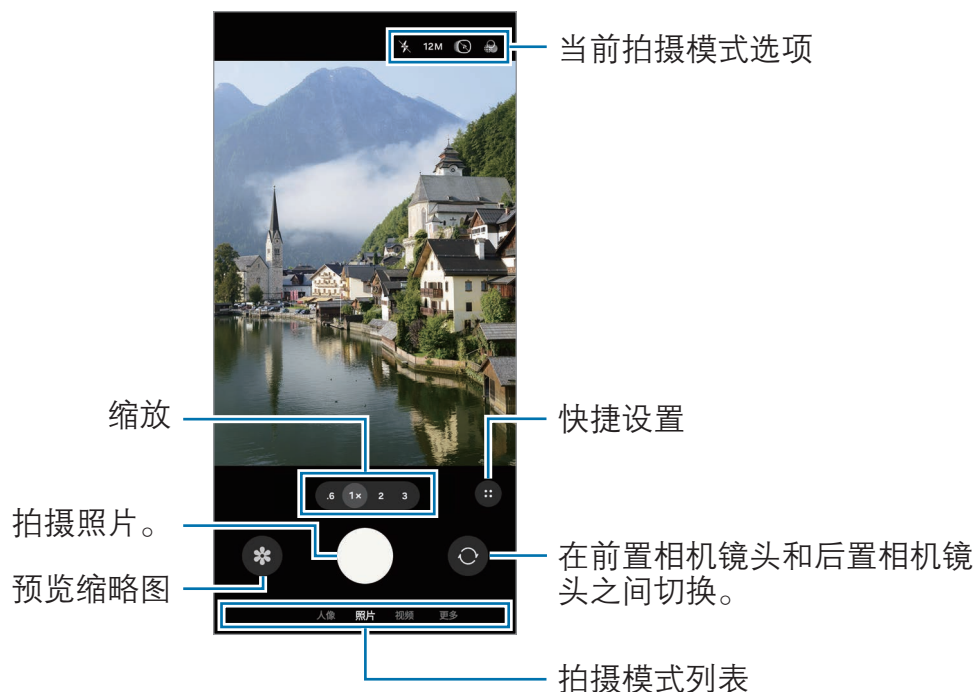 12M
当前拍摄模式选项
缩放
快捷设置
.6 1× 2 3
拍摄照片。
预览缩略图
在前置相机镜头和后置相机镜
头之间切换。
人像 照片 视频 更多
拍摄模式列表